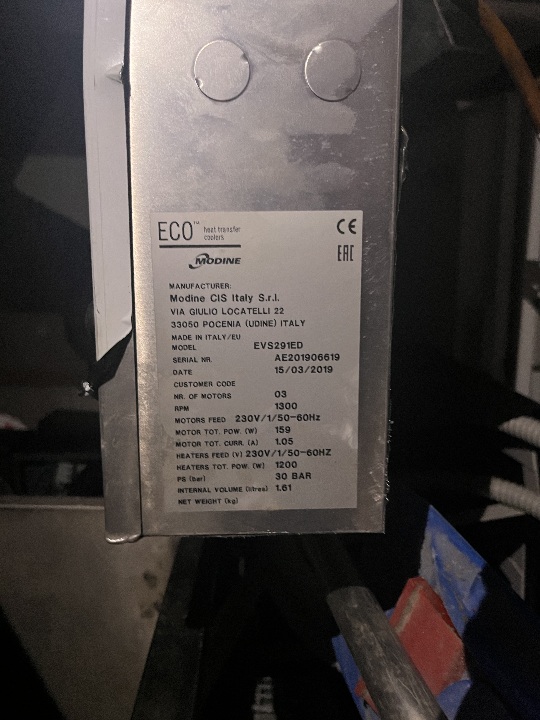 ECO™ heat transfer
coolers
CE
MODINE
EAC
MANUFACTURER:
Modine CIS Italy S.r.l.
VIA GIULIO LOCATELLI 22
33050 POCENIA (UDINE) ITALY
MADE IN ITALY/EU
MODEL EVS291ED
SERIAL NR. AE201906619
DATE 15/03/2019
CUSTOMER CODE
NR. OF MOTORS 03
RPM 1300
MOTORS FEED 230V/1/50-60Hz
MOTOR TOT. POW. (W) 159
MOTOR TOT. CURR. (A) 1.05
HEATERS FEED (V) 230V/1/50-60HZ
HEATERS TOT. POW. (W) 1200
PS (bar) 30 BAR
INTERNAL VOLUME (litres) 1.61
NET WEIGHT (kg)